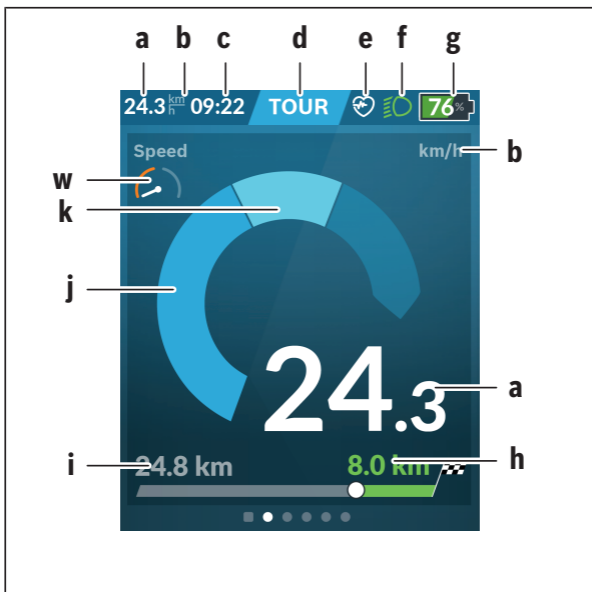 a b c d e f g
24.3 km/h 09:22 TOUR 76%
Speed km/h b
w
k
j
24.3 a
i 24.8 km 8.0 km h